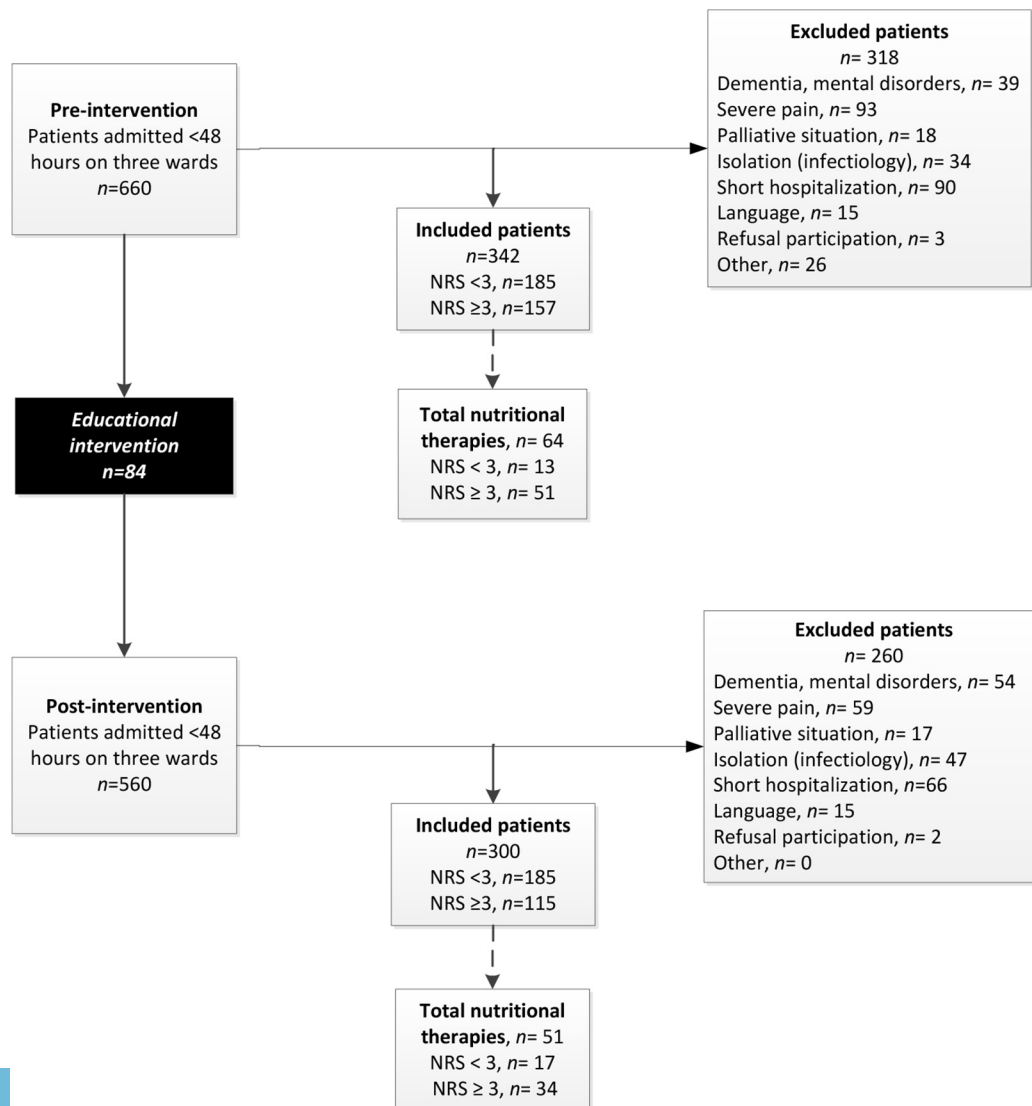 Pre-intervention
Patients admitted <48
hours on three wards
n=660
Excluded patients
n= 318
Dementia, mental disorders, n= 39
Severe pain, n= 93
Palliative situation, n= 18
Isolation (infectiology), n= 34
Short hospitalization, n= 90
Language, n= 15
Refusal participation, n= 3
Other, n= 26
Included patients
n=342
NRS <3, n=185
NRS ≥3, n=157
Total nutritional
therapies, n= 64
NRS < 3, n= 13
NRS ≥ 3, n= 51
Educational
intervention
n=84
Post-intervention
Patients admitted <48
hours on three wards
n=560
Excluded patients
n= 260
Dementia, mental disorders, n= 54
Severe pain, n= 59
Palliative situation, n= 17
Isolation (infectiology), n= 47
Short hospitalization, n=66
Language, n= 15
Refusal participation, n= 2
Other, n= 0
Included patients
n=300
NRS <3, n=185
NRS ≥3, n=115
Total nutritional
therapies, n= 51
NRS < 3, n= 17
NRS ≥ 3, n= 34